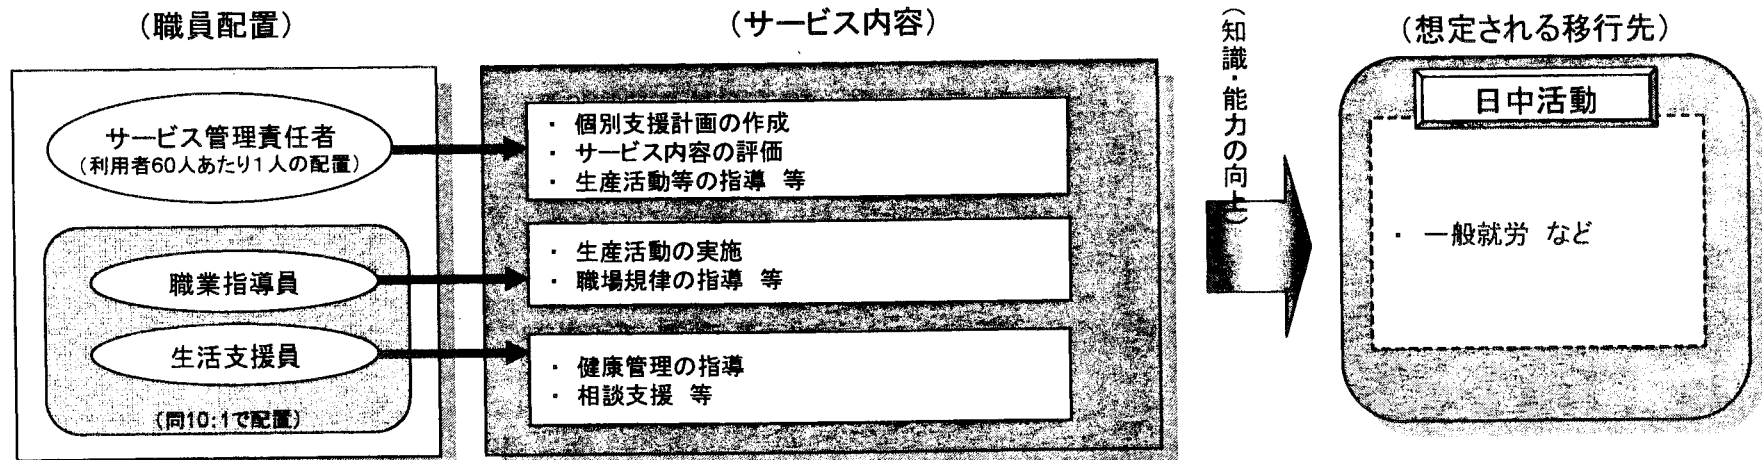 (職員配置)
サービス管理責任者
(利用者60人あたり1人の配置)
職業指導員
生活支援員
(同10:1で配置)
(サービス内容)
・ 個別支援計画の作成
・ サービス内容の評価
・ 生産活動等の指導 等
・ 生産活動の実施
・ 職場規律の指導 等
・ 健康管理の指導
・ 相談支援 等
(知識・能力の向上)
(想定される移行先)
日中活動
・ 一般就労 など